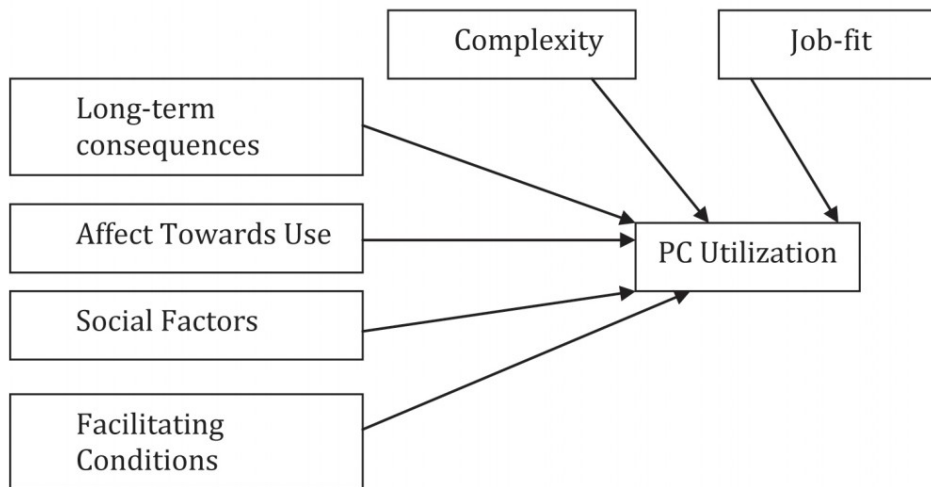 Complexity
Job-fit
Long-term
consequences
Affect Towards Use
PC Utilization
Social Factors
Facilitating
Conditions